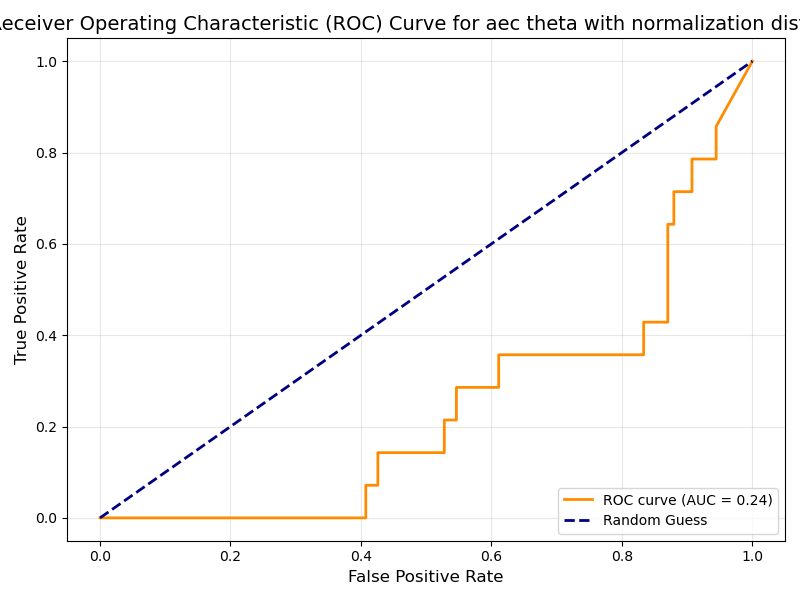 eceiver Operating Characteristic (ROC) Curve for aec theta with normalization dis
1.0
0.8
0.6
0.4
0.2
0.0
True Positive Rate
0.0 0.2 0.4 0.6 0.8 1.0
False Positive Rate
ROC curve (AUC = 0.24)
Random Guess